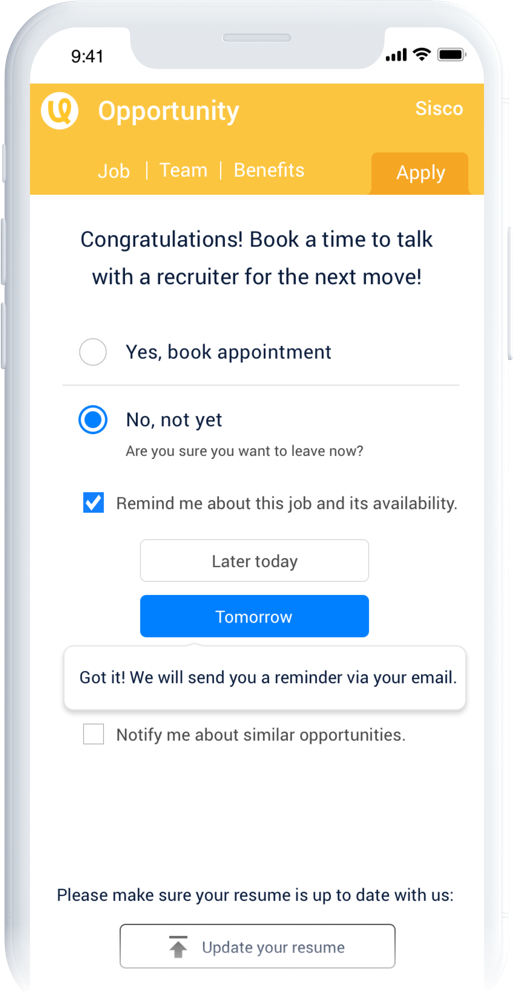 9:41
Opportunity
Sisco
Job | Team | Benefits
Apply
Congratulations! Book a time to talk
with a recruiter for the next move!
Yes, book appointment
No, not yet
Are you sure you want to leave now?
Remind me about this job and its availability.
Later today
Tomorrow
Got it! We will send you a reminder via your email.
Notify me about similar opportunities.
Please make sure your resume is up to date with us:
Update your resume